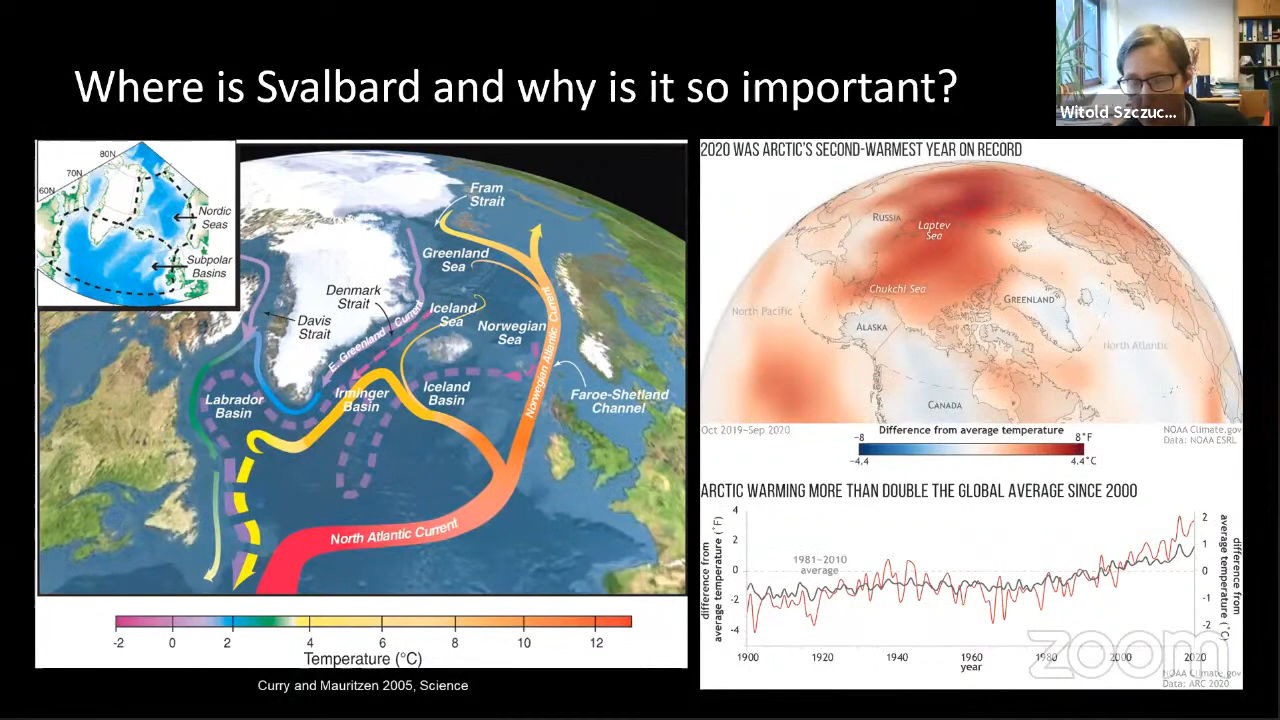 Where is Svalbard and why is it so important?
Witold Szczuc...
80N
70N
60N
Nordic
Seas
Subpolar
Basins
Fram
Strait
Greenland
Sea
Denmark
Strait
Iceland
Sea
Davis
Strait
E. Greenland Current
Norwegian
Sea
Norwegian Atlantic Current
Labrador
Basin
Irminger
Basin
Iceland
Basin
Faroe-Shetland
Channel
North Atlantic Current
-2 0 2 4 6 8 10 12
Temperature (°C)
Curry and Mauritzen 2005, Science
2020 WAS ARCTIC'S SECOND-WARMEST YEAR ON RECORD
RUSSIA
Laptev
Sea
Chukchi Sea
GREENLAND
North Pacific
ALASKA
North Atlantic
CANADA
Oct 2019-Sep 2020
Difference from average temperature
NOAA Climate.gov
Data: NOAA ESRL
-8 8°F
-4.4 4.4°C
ARCTIC WARMING MORE THAN DOUBLE THE GLOBAL AVERAGE SINCE 2000
difference from
average temperature (°F)
4
2
0
-2
-4
1981-2010
average
2
1
0
-1
-2
difference from
average temperature (°C)
1900 1920 1940 1960 1980 2000 2020
year
zoom
NOAA Climate.gov
Data: ARC 2020